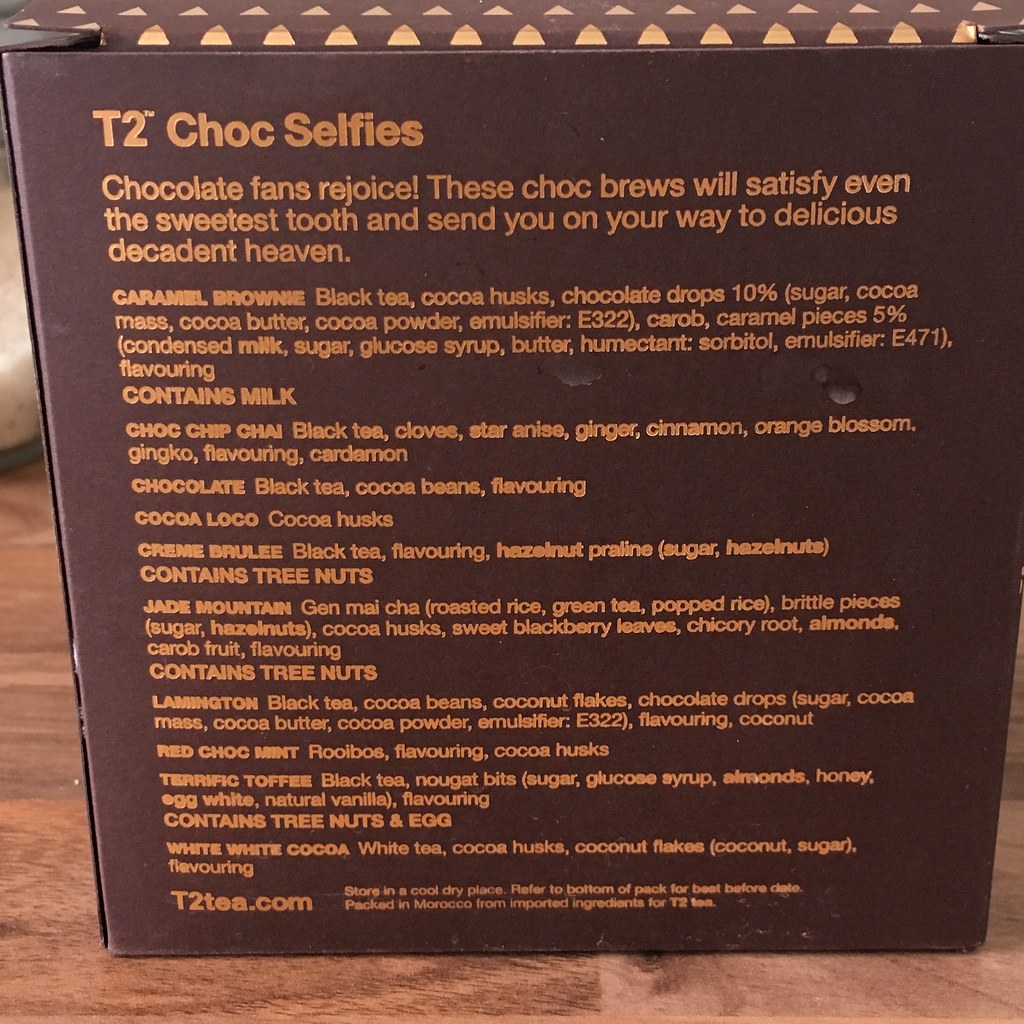 T2™ Choc Selfies
Chocolate fans rejoice! These choc brews will satisfy even
the sweetest tooth and send you on your way to delicious
decadent heaven.
CARAMEL BROWNIE Black tea, cocoa husks, chocolate drops 10% (sugar, cocoa
mass, cocoa butter, cocoa powder, emulsifier: E322), carob, caramel pieces 5%
(condensed milk, sugar, glucose syrup, butter, humectant: sorbitol, emulsifier: E471),
flavouring
CONTAINS MILK
CHOC CHIP CHAI Black tea, cloves, star anise, ginger, cinnamon, orange blossom,
gingko, flavouring, cardamon
CHOCOLATE Black tea, cocoa beans, flavouring
COCOA LOCO Cocoa husks
CREME BRULEE Black tea, flavouring, hazelnut praline (sugar, hazelnuts)
CONTAINS TREE NUTS
JADE MOUNTAIN Gen mai cha (roasted rice, green tea, popped rice), brittle pieces
(sugar, hazelnuts), cocoa husks, sweet blackberry leaves, chicory root, almonds,
carob fruit, flavouring
CONTAINS TREE NUTS
LAMINGTON Black tea, cocoa beans, coconut flakes, chocolate drops (sugar, cocoa
mass, cocoa butter, cocoa powder, emulsifier: E322), flavouring, coconut
RED CHOC MINT Rooibos, flavouring, cocoa husks
TERRIFIC TOFFEE Black tea, nougat bits (sugar, glucose syrup, almonds, honey,
egg white, natural vanilla), flavouring
CONTAINS TREE NUTS & EGG
WHITE WHITE COCOA White tea, cocoa husks, coconut flakes (coconut, sugar),
flavouring
T2tea.com
Store in a cool dry place. Refer to bottom of pack for best before date.
Packed in Morocco from imported ingredients for T2 tea.